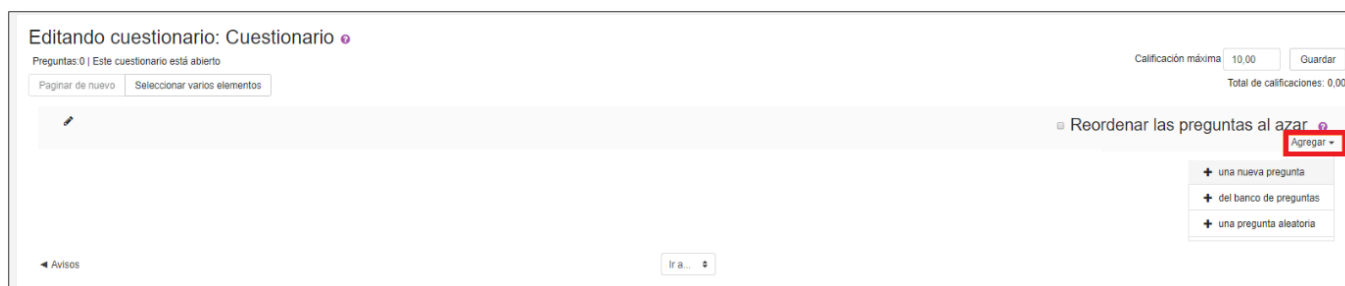 Editando cuestionario: Cuestionario
Preguntas:0 | Este cuestionario está abierto
Calificación máxima 10,00 Guardar
Paginar de nuevo Seleccionar varios elementos
Total de calificaciones: 0,00
Reordenar las preguntas al azar
Agregar
+ una nueva pregunta
+ del banco de preguntas
+ una pregunta aleatoria
◄ Avisos Ir a...